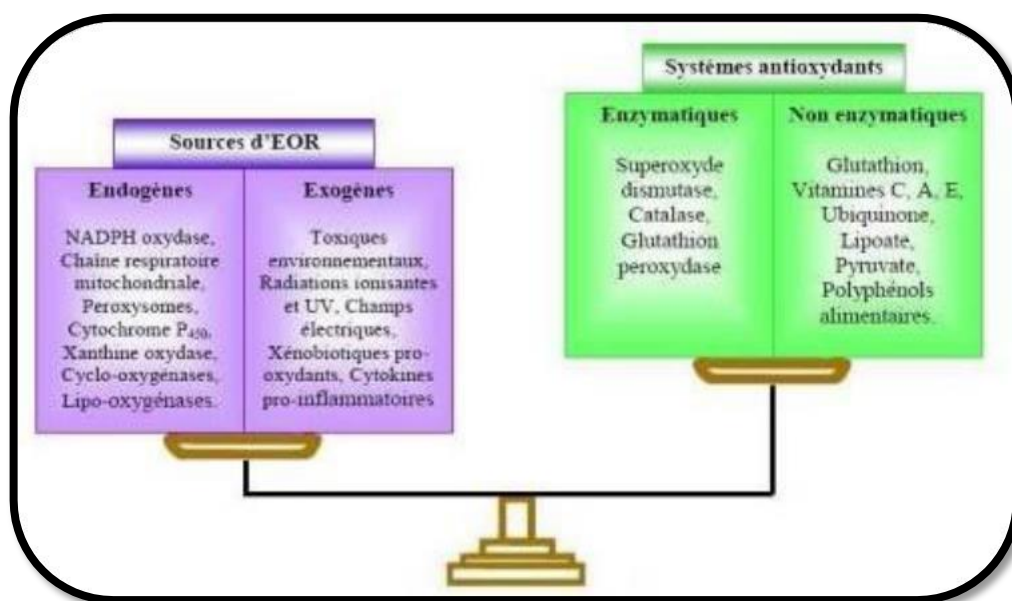 Sources d'EOR
Endogènes
NADPH oxydase,
Chaîne respiratoire
mitochondriale,
Peroxysomes,
Cytochrome P450,
Xanthine oxydase,
Cyclo-oxygénases,
Lipo-oxygénases.
Exogènes
Toxiques
environnementaux,
Radiations ionisantes
et UV, Champs
électriques,
Xénobiotiques pro-
oxydants, Cytokines
pro-inflammatoires
Systèmes antioxydants
Enzymatiques
Superoxyde
dismutase,
Catalase,
Glutathion
peroxydase
Non enzymatiques
Glutathion,
Vitamines C, A, E,
Ubiquinone,
Lipoate,
Pyruvate,
Polyphénols
alimentaires.